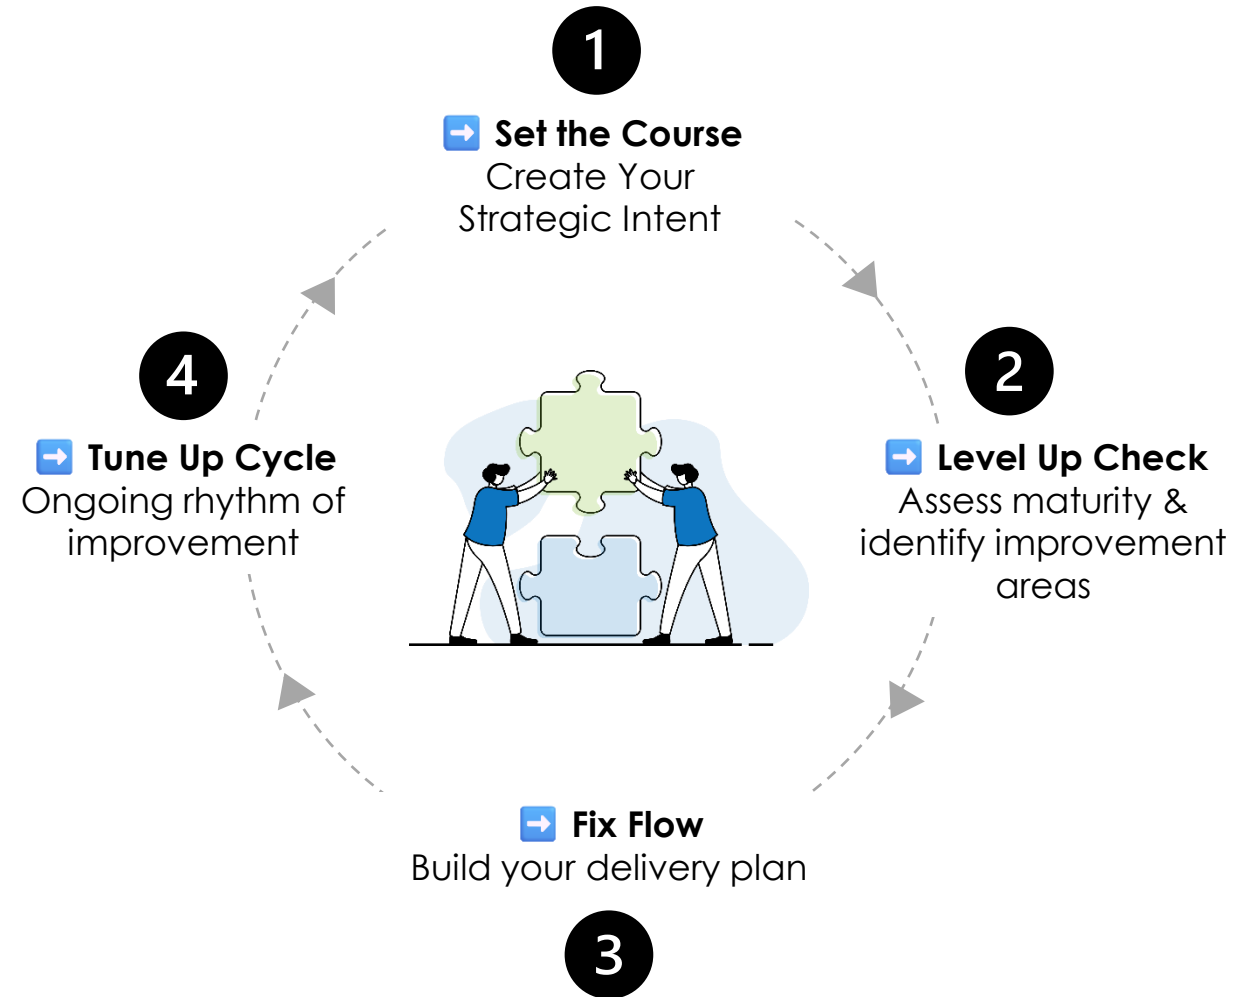 1
➡️ Set the Course
Create Your
Strategic Intent
2
➡️ Level Up Check
Assess maturity &
identify improvement
areas
➡️ Fix Flow
Build your delivery plan
3
4
➡️ Tune Up Cycle
Ongoing rhythm of
improvement